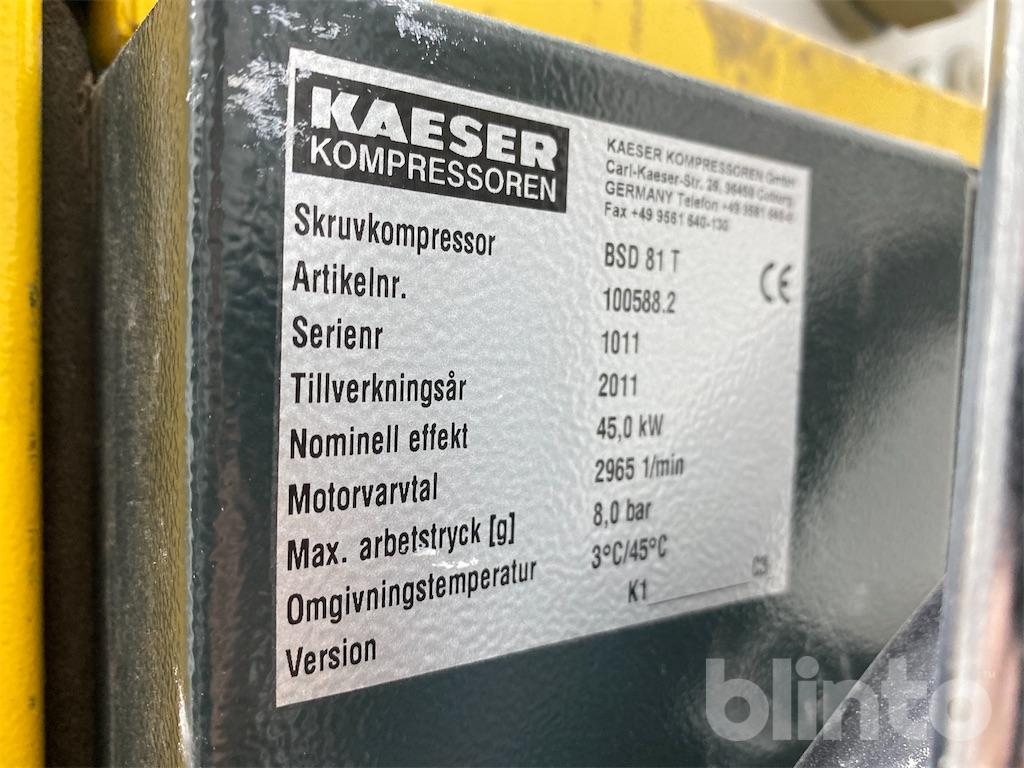 KAESER
KOMPRESSOREN
KAESER KOMPRESSOREN GmbH
Carl-Kaeser-Str. 26, 96450 Coburg
GERMANY Telefon +49 9561 640-0
Fax +49 9561 640-130
Skruvkompressor BSD 81 T
CE
Artikelnr. 100588.2
Serienr 1011
Tillverkningsår 2011
Nominell effekt 45,0 kW
Motorvarvtal 2965 1/min
Max. arbetstryck [g] 8,0 bar
Omgivningstemperatur 3°C/45°C
Version K1
blinto